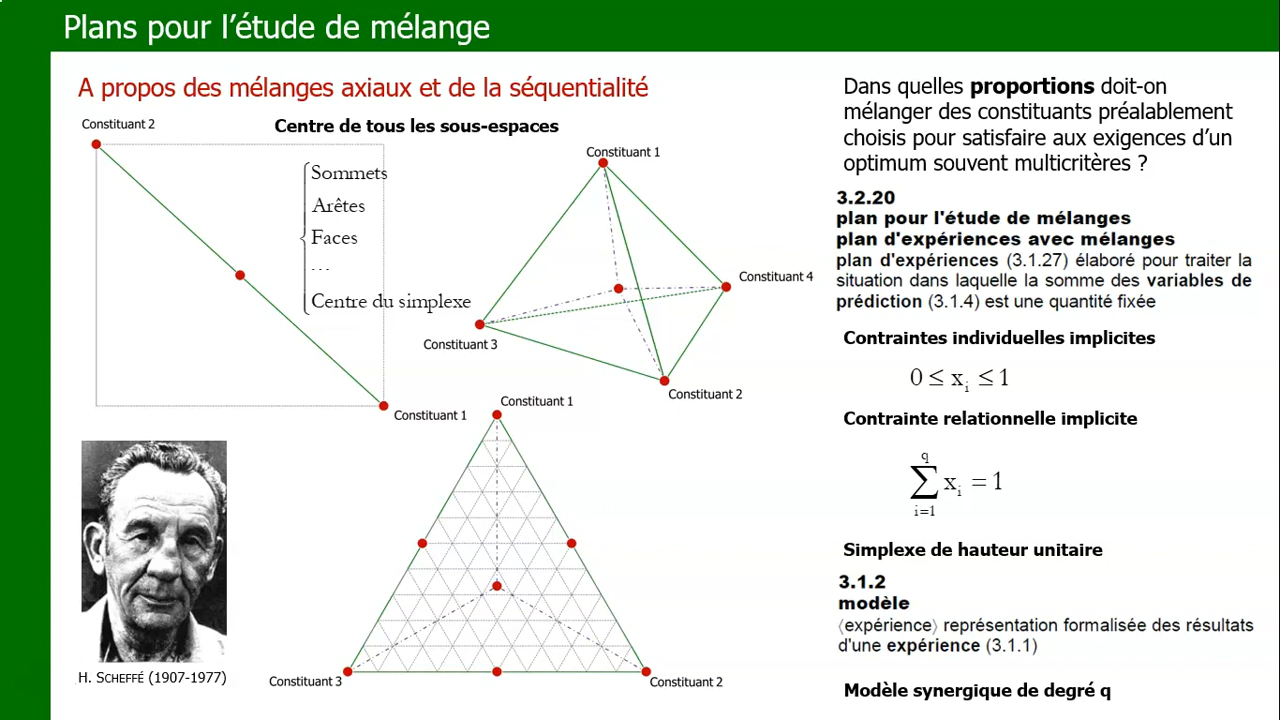 Plans pour l’étude de mélange
A propos des mélanges axiaux et de la séquentialité
Constituant 2
Centre de tous les sous-espaces
Sommets
Arêtes
Faces
...
Centre du simplexe
Constituant 1
Constituant 1
Constituant 4
Constituant 3
Constituant 2
Constituant 1
Constituant 3
Constituant 2
H. SCHEFFÉ (1907-1977)
Dans quelles proportions doit-on
mélanger des constituants préalablement
choisis pour satisfaire aux exigences d’un
optimum souvent multicritères ?
3.2.20
plan pour l'étude de mélanges
plan d'expériences avec mélanges
plan d'expériences (3.1.27) élaboré pour traiter la
situation dans laquelle la somme des variables de
prédiction (3.1.4) est une quantité fixée
Contraintes individuelles implicites
0 ≤ x_i ≤ 1
Contrainte relationnelle implicite
q
∑ x_i = 1
i=1
Simplexe de hauteur unitaire
3.1.2
modèle
〈expérience〉 représentation formalisée des résultats
d'une expérience (3.1.1)
Modèle synergique de degré q